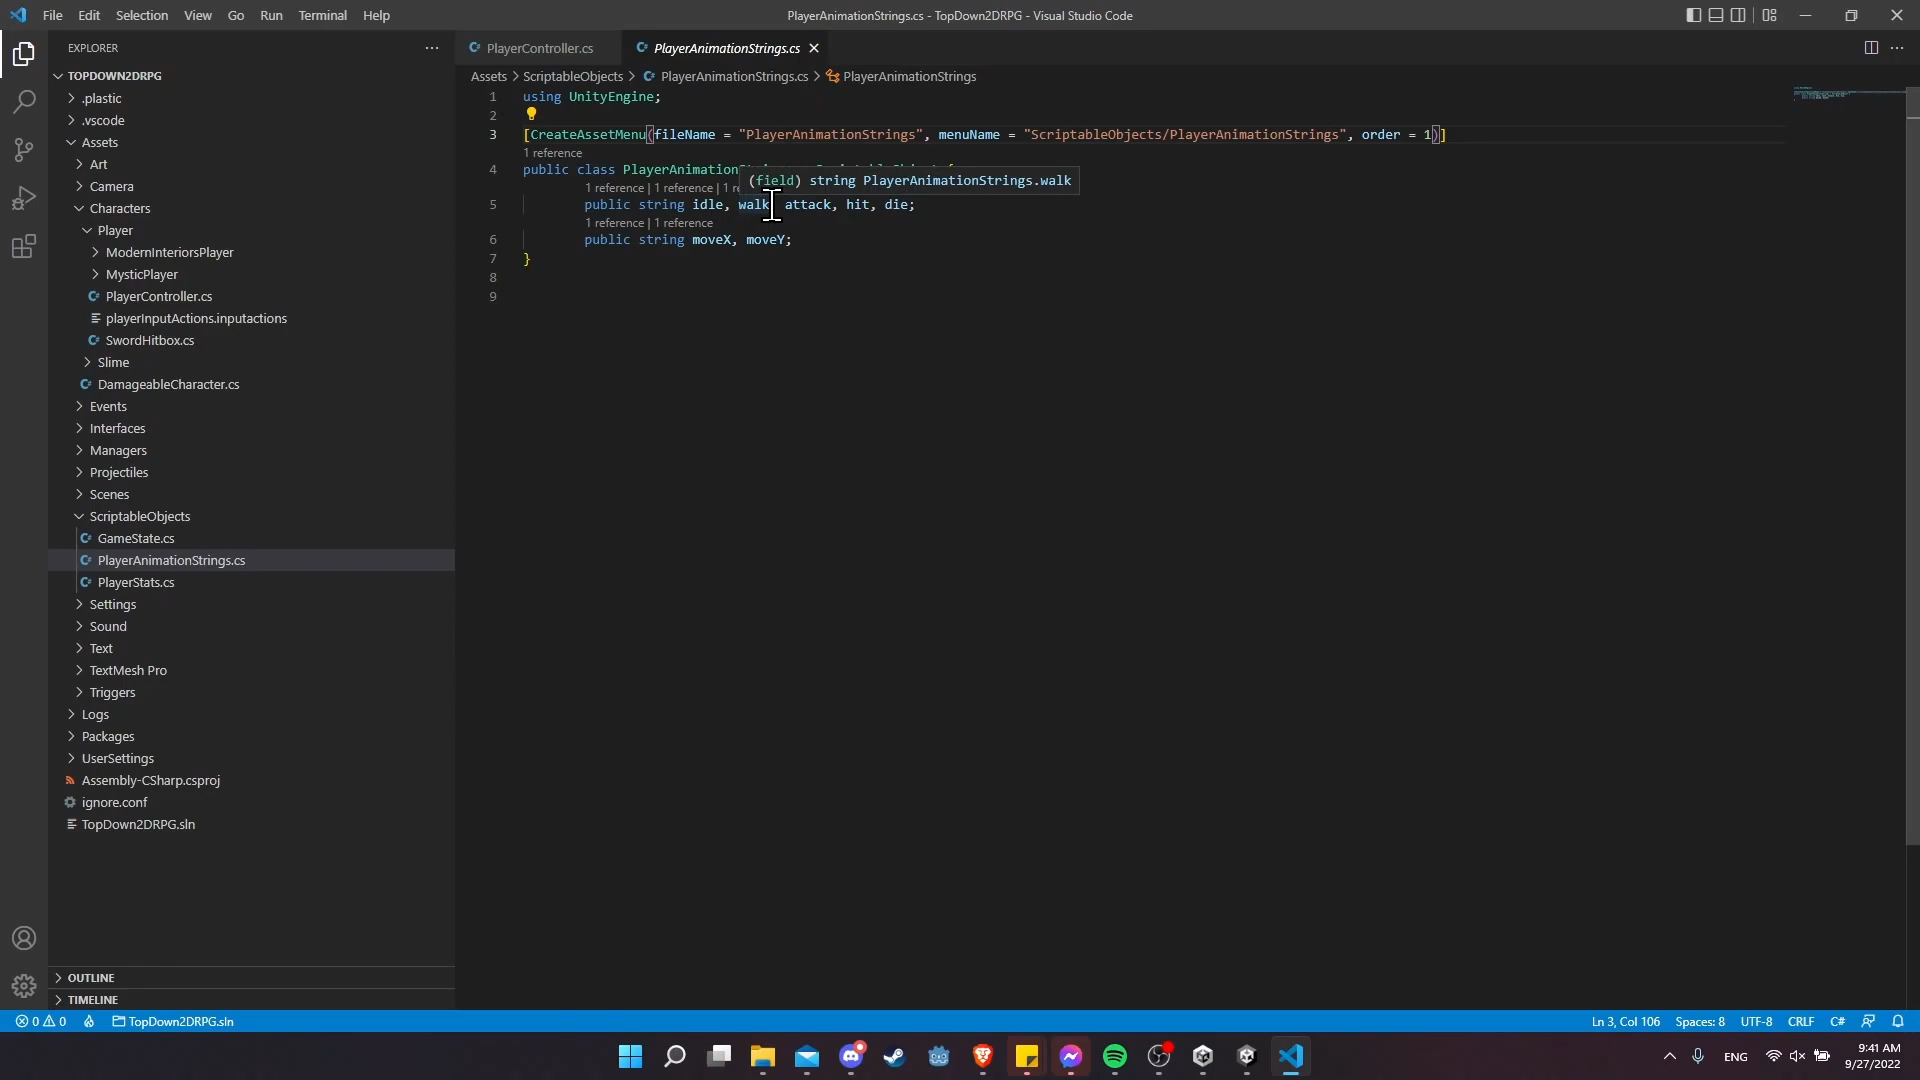 File Edit Selection View Go Run Terminal Help
PlayerAnimationStrings.cs - TopDown2DRPG - Visual Studio Code
EXPLORER
TOPDOWN2DRPG
.plastic
.vscode
Assets
Art
Camera
Characters
Player
ModernInteriorsPlayer
MysticPlayer
PlayerController.cs
playerInputActions.inputactions
SwordHitbox.cs
Slime
DamageableCharacter.cs
Events
Interfaces
Managers
Projectiles
Scenes
ScriptableObjects
GameState.cs
PlayerAnimationStrings.cs
PlayerStats.cs
Settings
Sound
Text
TextMesh Pro
Triggers
Logs
Packages
UserSettings
Assembly-CSharp.csproj
ignore.conf
TopDown2DRPG.sln
OUTLINE
TIMELINE
PlayerController.cs PlayerAnimationStrings.cs
Assets > ScriptableObjects > PlayerAnimationStrings.cs > PlayerAnimationStrings
1 using UnityEngine;
2
3 [CreateAssetMenu(fileName = "PlayerAnimationStrings", menuName = "ScriptableObjects/PlayerAnimationStrings", order = 1)]
1 reference
4 public class PlayerAnimation
(field) string PlayerAnimationStrings.walk
1 reference | 1 reference | 1
5 public string idle, walk attack, hit, die;
1 reference | 1 reference
6 public string moveX, moveY;
7 }
8
9
0 0 TopDown2DRPG.sln
Ln 3, Col 106 Spaces: 8 UTF-8 CRLF C#
ENG
9:41 AM
9/27/2022